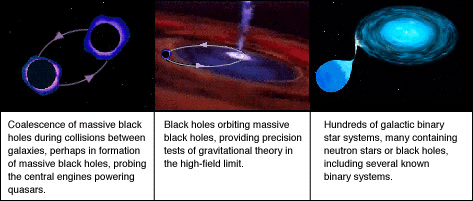 Coalescence of massive black
holes during collisions between
galaxies, perhaps in formation
of massive black holes, probing
the central engines powering
quasars.
Black holes orbiting massive
black holes, providing precision
tests of gravitational theory in
the high-field limit.
Hundreds of galactic binary
star systems, many containing
neutron stars or black holes,
including several known
binary systems.